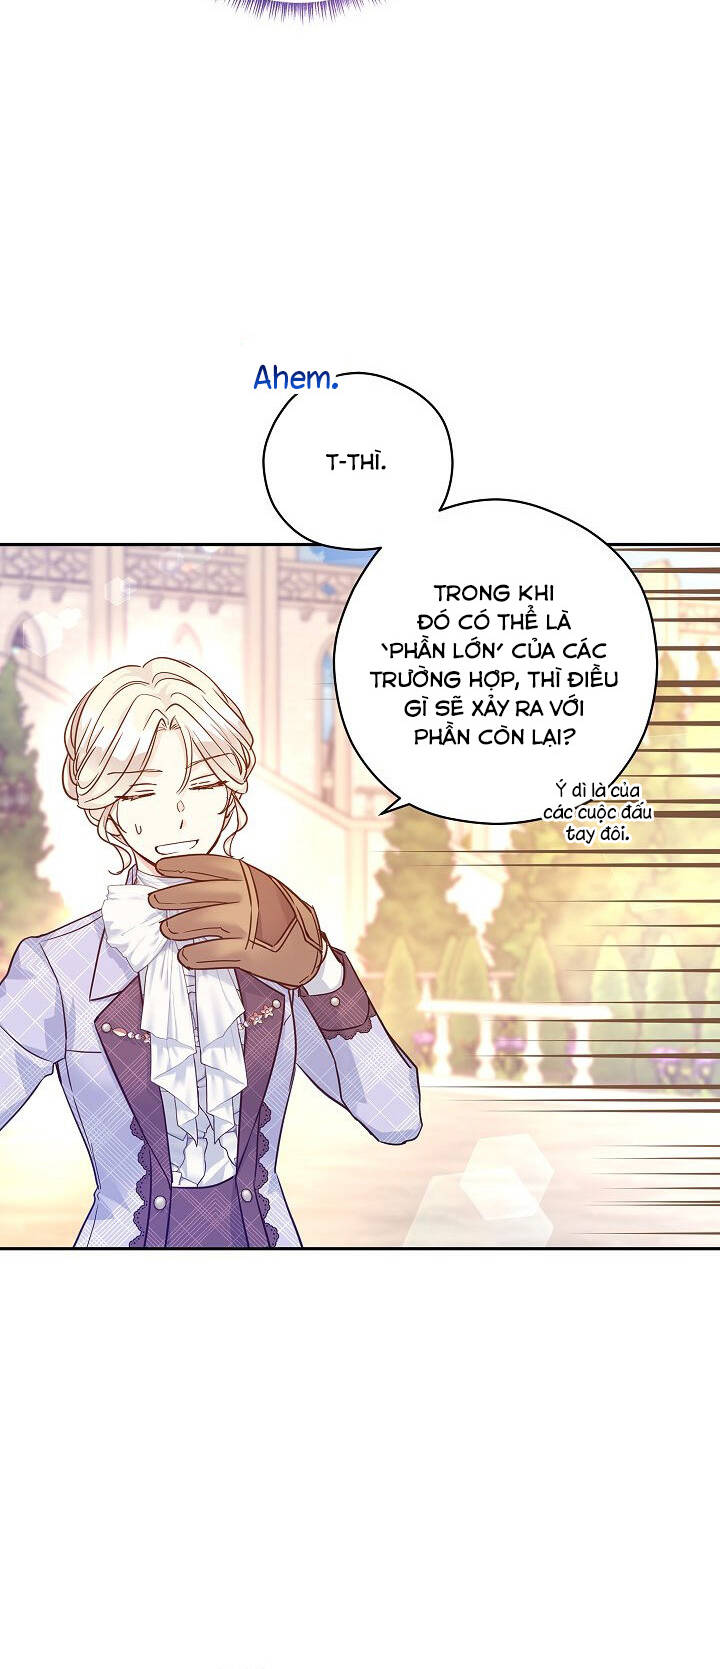 Ahem.
T-THÌ.
TRONG KHI
ĐÓ CÓ THỂ LÀ
‘PHẦN LỚN’ CỦA CÁC
TRƯỜNG HỢP, THÌ ĐIỀU
GÌ SẼ XẢY RA VỚI
PHẦN CÒN LẠI?
Ý dì là của
các cuộc đấu
tay đôi.